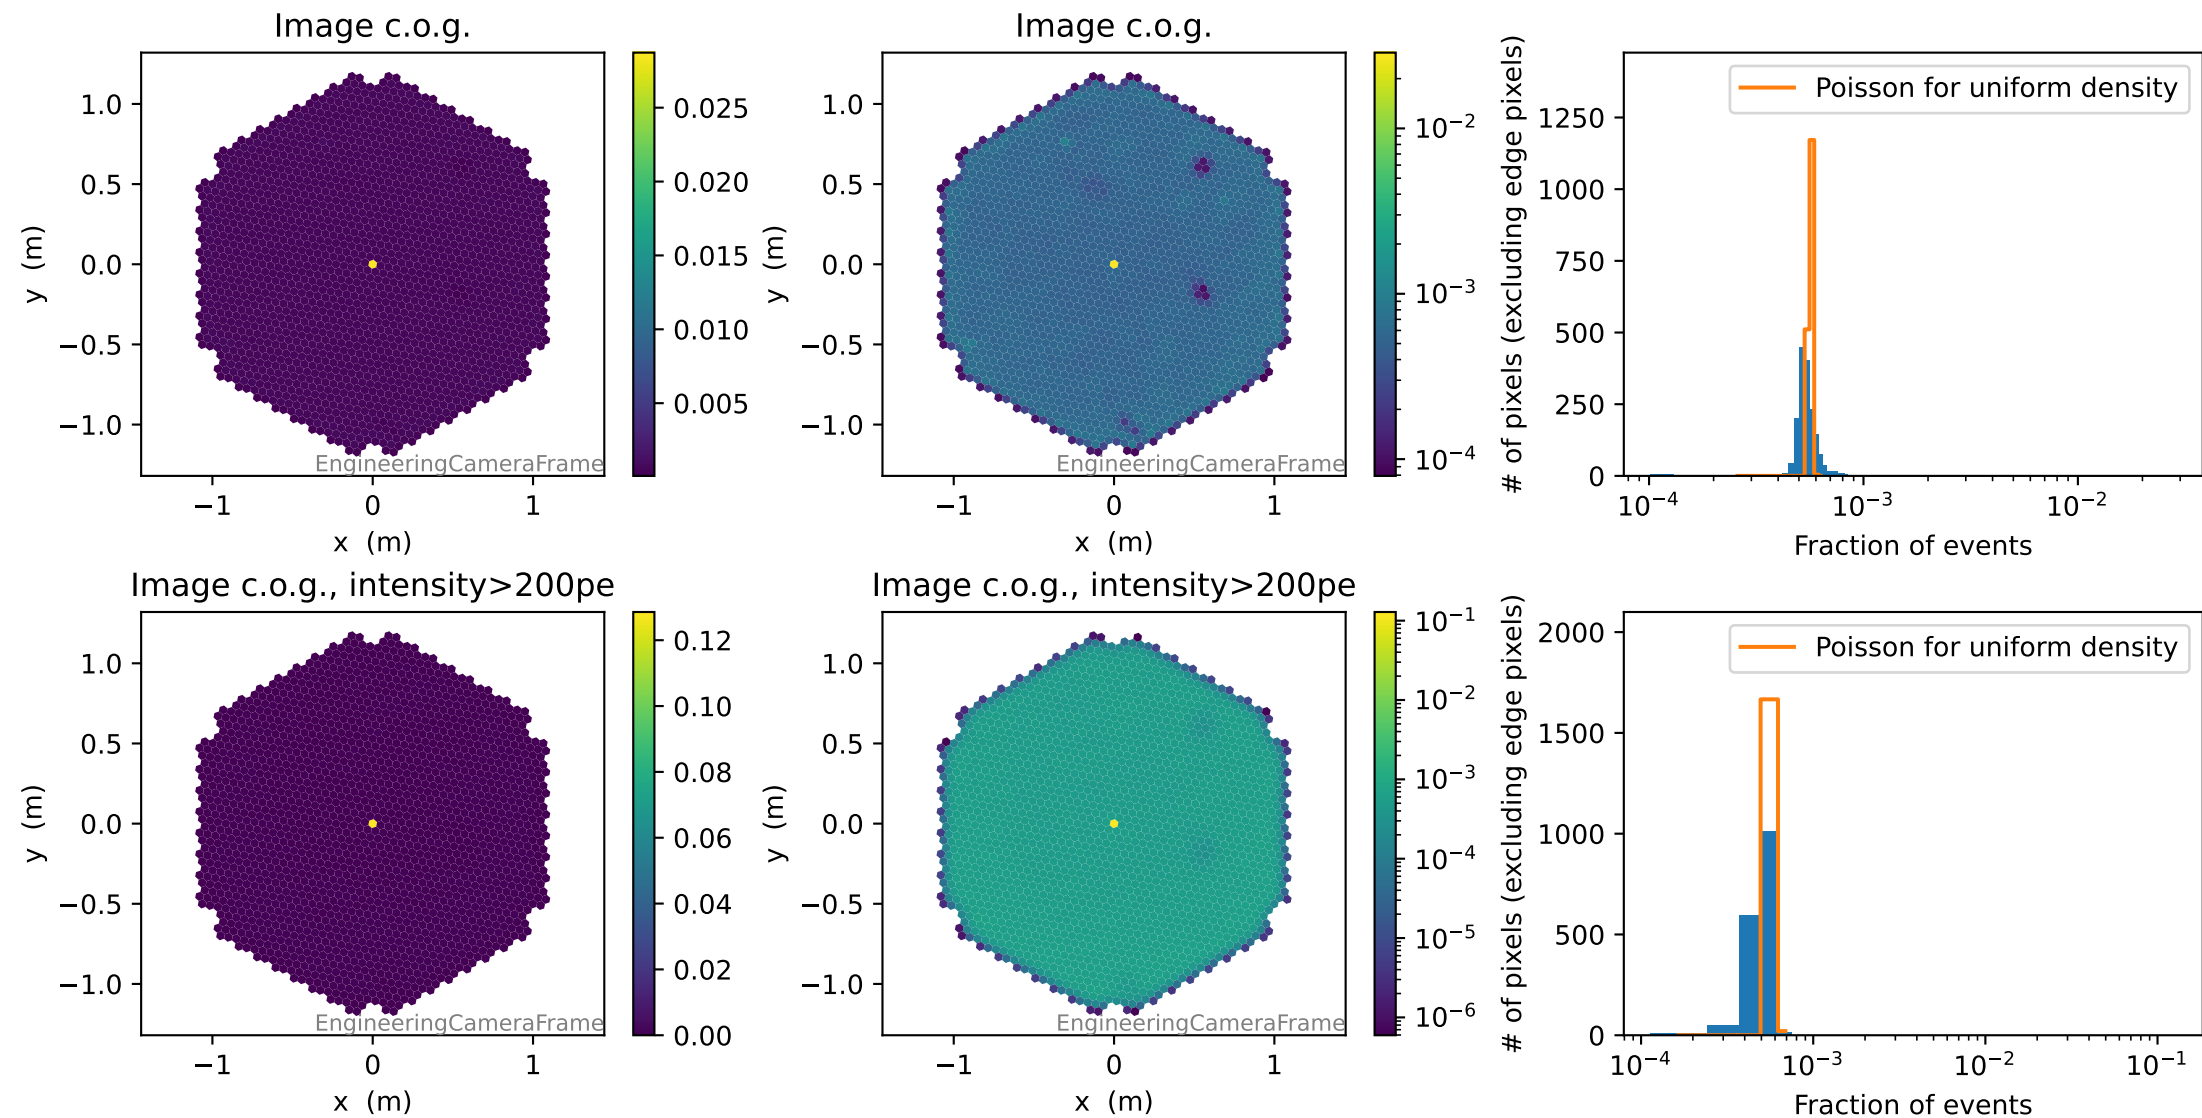 Image c.o.g.
y (m)
1.0
0.5
0.0
−0.5
−1.0
EngineeringCameraFrame
−1 0 1
x (m)
0.025
0.020
0.015
0.010
0.005
Image c.o.g.
y (m)
1.0
0.5
0.0
−0.5
−1.0
EngineeringCameraFrame
−1 0 1
x (m)
10−2
10−3
10−4
# of pixels (excluding edge pixels)
Poisson for uniform density
1250
1000
750
500
250
0
10−4 10−3 10−2
Fraction of events
Image c.o.g., intensity>200pe
y (m)
1.0
0.5
0.0
−0.5
−1.0
EngineeringCameraFrame
−1 0 1
x (m)
0.12
0.10
0.08
0.06
0.04
0.02
0.00
Image c.o.g., intensity>200pe
y (m)
1.0
0.5
0.0
−0.5
−1.0
EngineeringCameraFrame
−1 0 1
x (m)
10−1
10−2
10−3
10−4
10−5
10−6
# of pixels (excluding edge pixels)
Poisson for uniform density
2000
1500
1000
500
0
10−4 10−3 10−2 10−1
Fraction of events